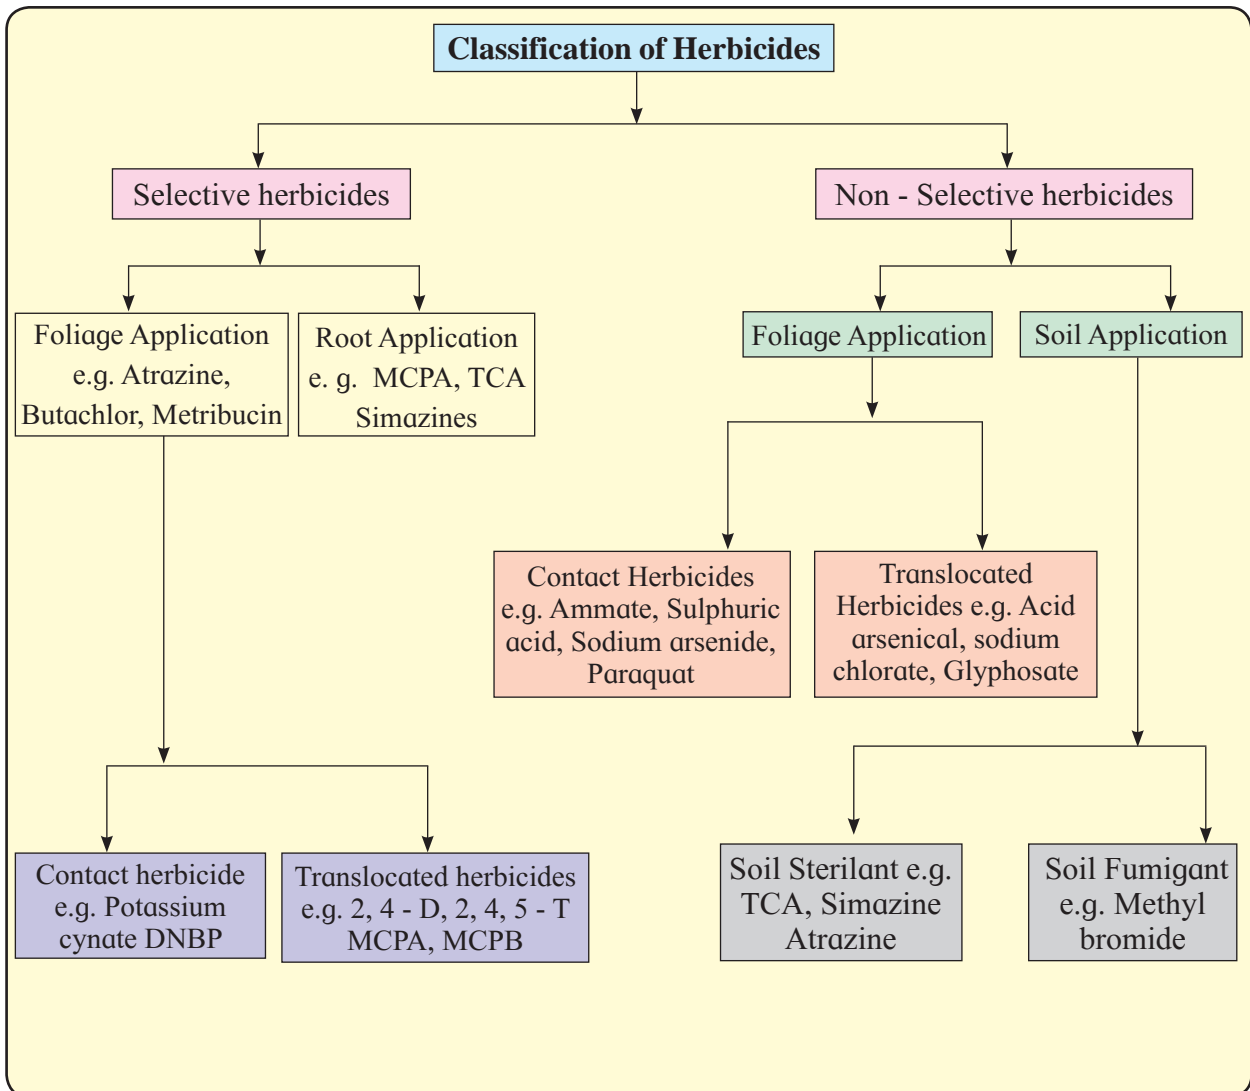 Classification of Herbicides
Selective herbicides
Non - Selective herbicides
Foliage Application
e.g. Atrazine,
Butachlor, Metribucin
Root Application
e. g. MCPA, TCA
Simazines
Foliage Application
Soil Application
Contact Herbicides
e.g. Ammate, Sulphuric
acid, Sodium arsenide,
Paraquat
Translocated
Herbicides e.g. Acid
arsenical, sodium
chlorate, Glyphosate
Contact herbicide
e.g. Potassium
cynate DNBP
Translocated herbicides
e.g. 2, 4 - D, 2, 4, 5 - T
MCPA, MCPB
Soil Sterilant e.g.
TCA, Simazine
Atrazine
Soil Fumigant
e.g. Methyl
bromide